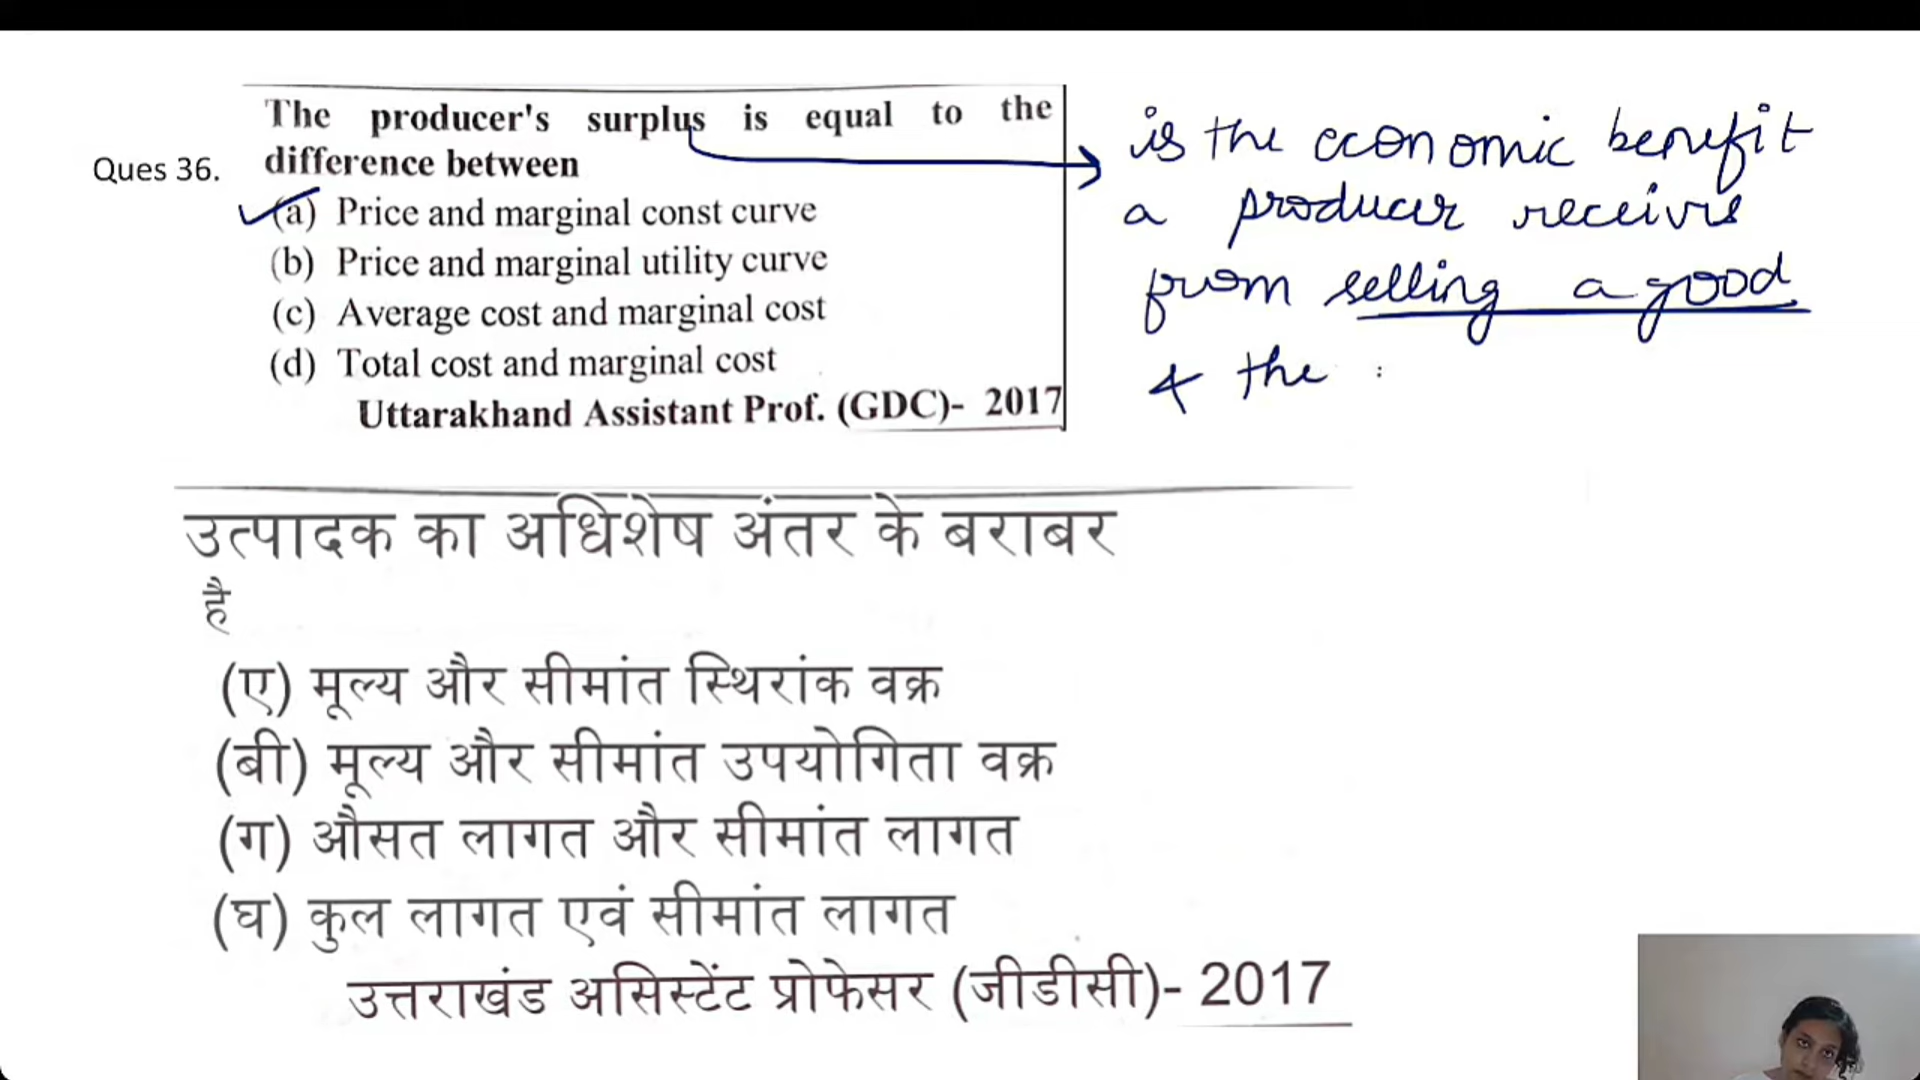 The producer's surplus is equal to the
difference between
Ques 36.
(a) Price and marginal const curve
(b) Price and marginal utility curve
(c) Average cost and marginal cost
(d) Total cost and marginal cost
Uttarakhand Assistant Prof. (GDC)- 2017
is the economic benefit
a producer receives
from selling a good
& the
उत्पादक का अधिशेष अंतर के बराबर
है
(ए) मूल्य और सीमांत स्थिरांक वक्र
(बी) मूल्य और सीमांत उपयोगिता वक्र
(ग) औसत लागत और सीमांत लागत
(घ) कुल लागत एवं सीमांत लागत
उत्तराखंड असिस्टेंट प्रोफेसर (जीडीसी)- 2017